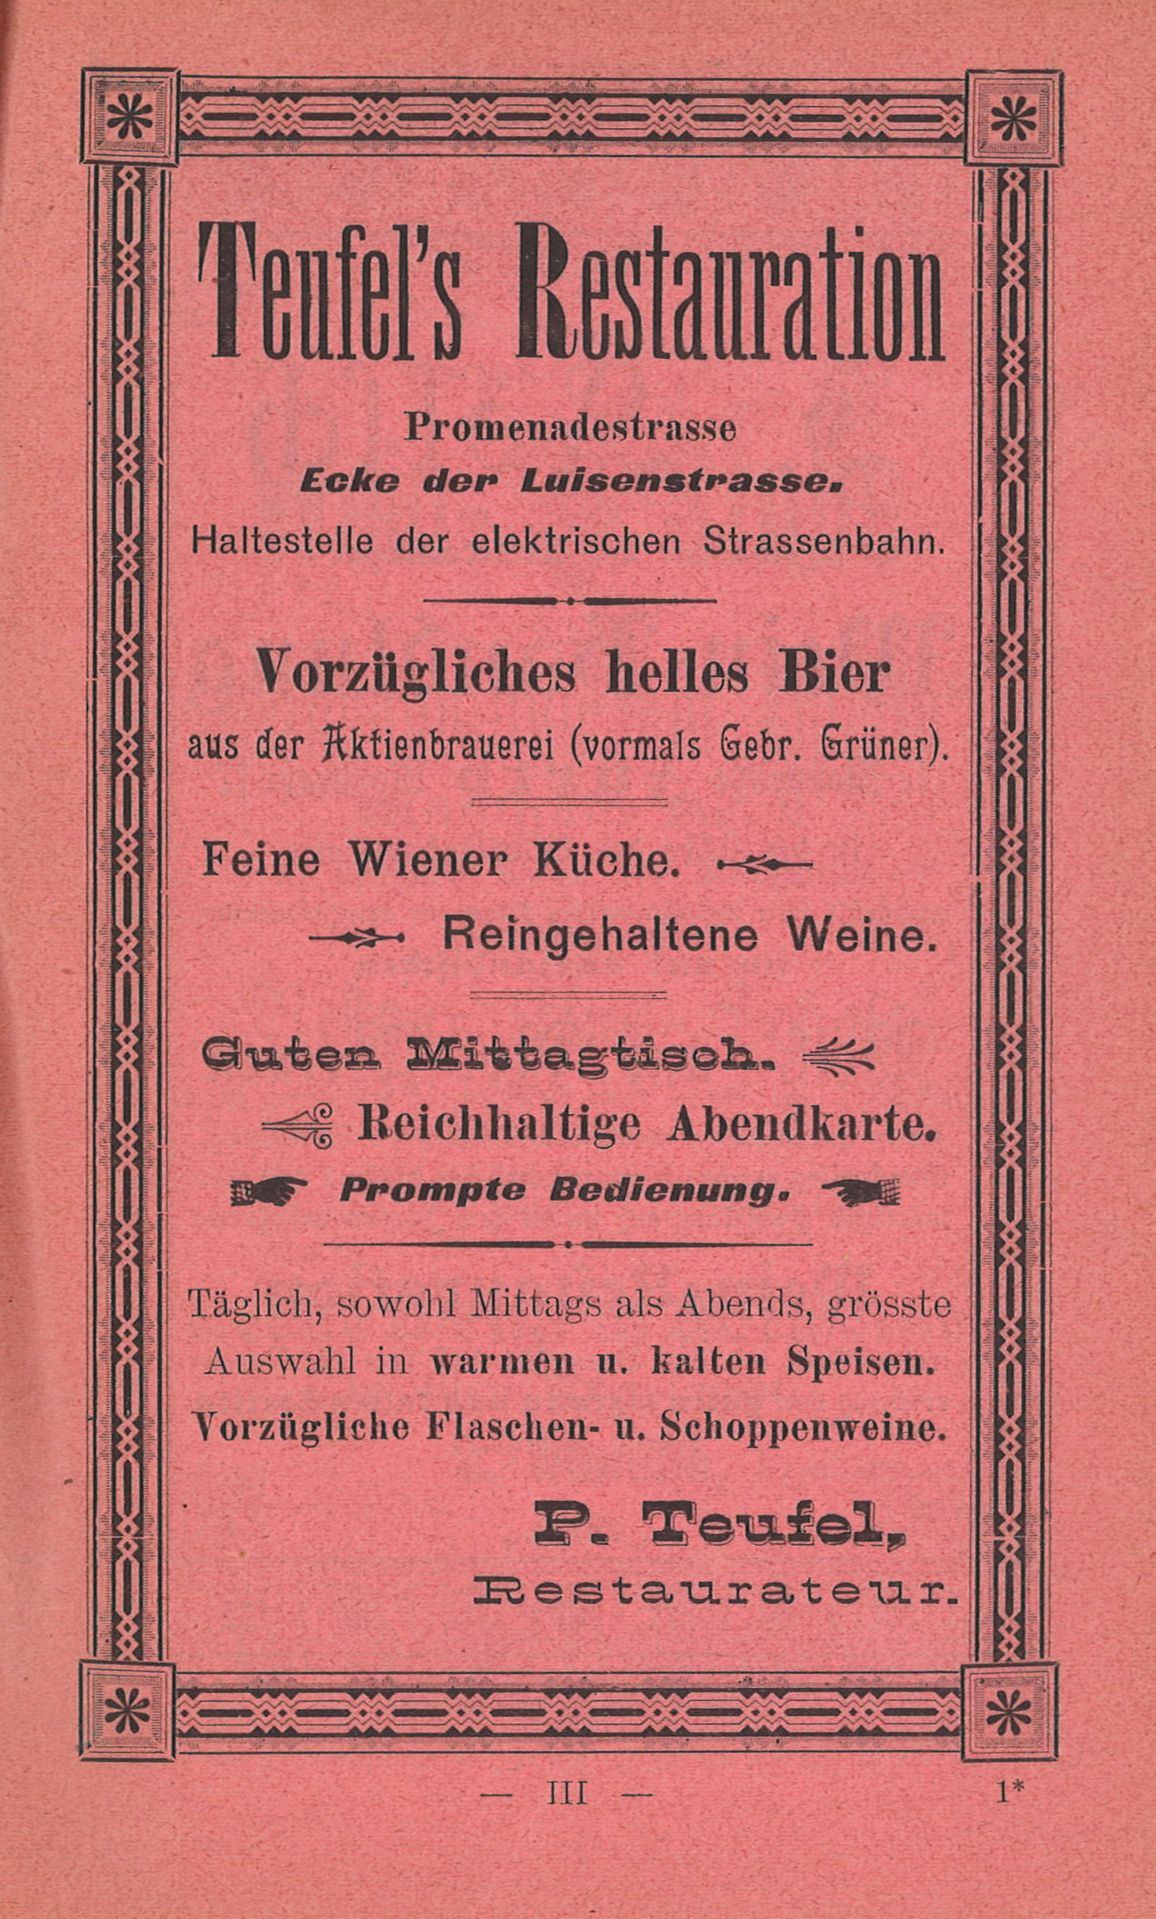 Teufel's Restauration
Promenadestrasse
Ecke der Luisenstrasse.
Haltestelle der elektrischen Strassenbahn.
Vorzügliches helles Bier
aus der Aktienbrauerei (vormals Gebr. Grüner).
Feine Wiener Küche.
Reingehaltene Weine.
Guten Mittagtisch.
Reichhaltige Abendkarte.
Prompte Bedienung.
Täglich, sowohl Mittags als Abends, grösste
Auswahl in warmen u. kalten Speisen.
Vorzügliche Flaschen- u. Schoppenweine.
P. Teufel,
Restaurateur.
— III —
1*